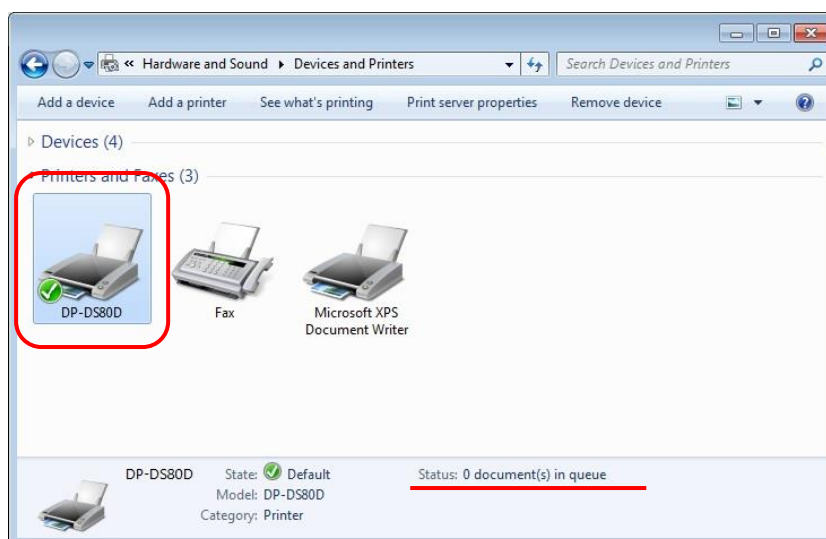 « Hardware and Sound ▸ Devices and Printers Search Devices and Printers
Add a device Add a printer See what's printing Print server properties Remove device
Devices (4)
Printers and Faxes (3)
DP-DS80D Fax Microsoft XPS
Document Writer
DP-DS80D State: Default Status: 0 document(s) in queue
Model: DP-DS80D
Category: Printer